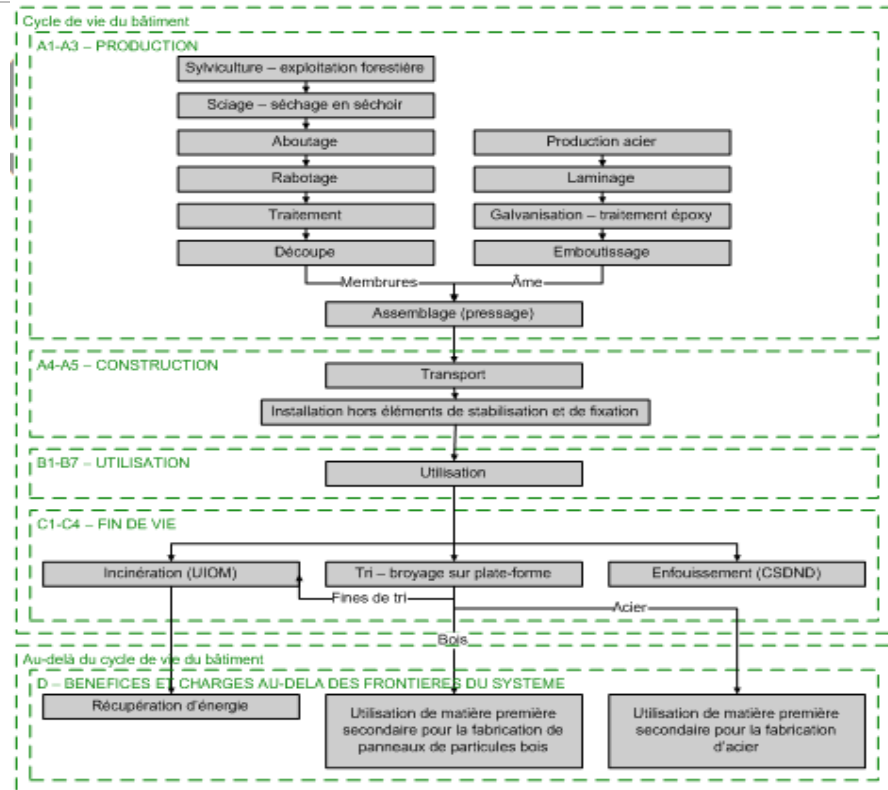 Cycle de vie du bâtiment
A1-A3 – PRODUCTION
Sylviculture – exploitation forestière
Sciage – séchage en séchoir
Aboutage
Rabotage
Traitement
Découpe
Production acier
Laminage
Galvanisation – traitement époxy
Emboutissage
Membrures
Âme
Assemblage (pressage)
A4-A5 – CONSTRUCTION
Transport
Installation hors éléments de stabilisation et de fixation
B1-B7 – UTILISATION
Utilisation
C1-C4 – FIN DE VIE
Incinération (UIOM)
Tri – broyage sur plate-forme
Enfouissement (CSDND)
Fines de tri
Acier
Bois
Au-delà du cycle de vie du bâtiment
D – BENEFICES ET CHARGES AU-DELA DES FRONTIERES DU SYSTEME
Récupération d'énergie
Utilisation de matière première
secondaire pour la fabrication de
panneaux de particules bois
Utilisation de matière première
secondaire pour la fabrication
d'acier